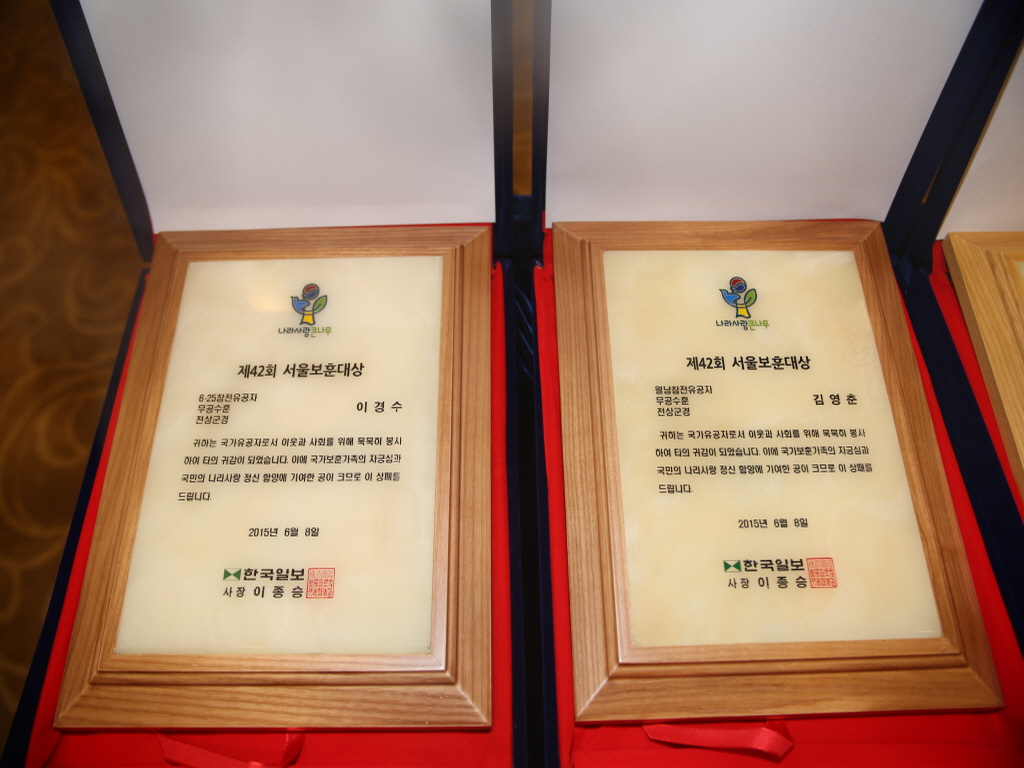 나라사랑큰나무
제42회 서울보훈대상
6·25참전유공자
무공수훈
전상군경
이 경 수
귀하는 국가유공자로서 이웃과 사회를 위해 묵묵히 봉사
하여 타의 귀감이 되었습니다. 이에 국가보훈가족의 자긍심과
국민의 나라사랑 정신 함양에 기여한 공이 크므로 이 상패를
드립니다.
2015년 6월 8일
한국일보
사장 이 종 승
나라사랑큰나무
제42회 서울보훈대상
월남참전유공자
무공수훈
전상군경
김 영 춘
귀하는 국가유공자로서 이웃과 사회를 위해 묵묵히 봉사
하여 타의 귀감이 되었습니다. 이에 국가보훈가족의 자긍심과
국민의 나라사랑 정신 함양에 기여한 공이 크므로 이 상패를
드립니다.
2015년 6월 8일
한국일보
사장 이 종 승